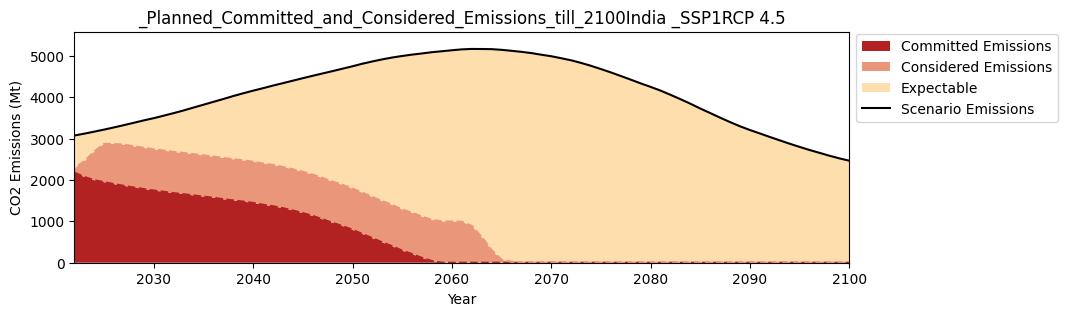 _Planned_Committed_and_Considered_Emissions_till_2100India _SSP1RCP 4.5
CO2 Emissions (Mt)
5000
4000
3000
2000
1000
0
2030
2040
2050
2060
2070
2080
2090
2100
Year
Committed Emissions
Considered Emissions
Expectable
Scenario Emissions